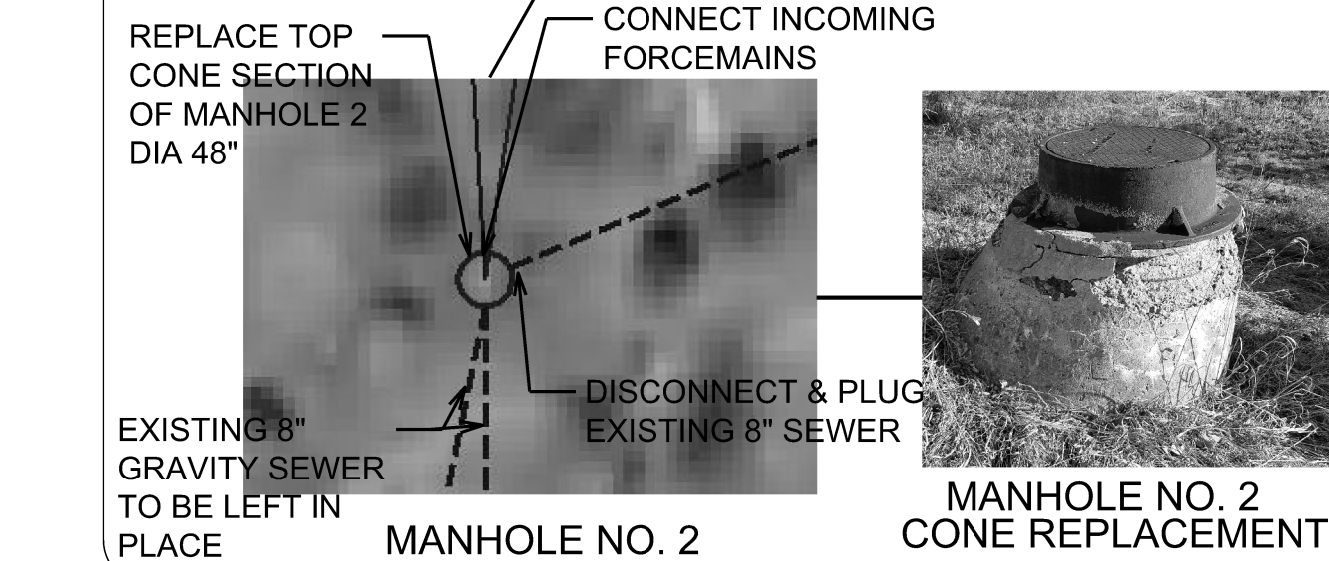 REPLACE TOP
CONE SECTION
OF MANHOLE 2
DIA 48"
CONNECT INCOMING
FORCEMAINS
DISCONNECT & PLUG
EXISTING 8" SEWER
EXISTING 8"
GRAVITY SEWER
TO BE LEFT IN
PLACE
MANHOLE NO. 2
MANHOLE NO. 2
CONE REPLACEMENT